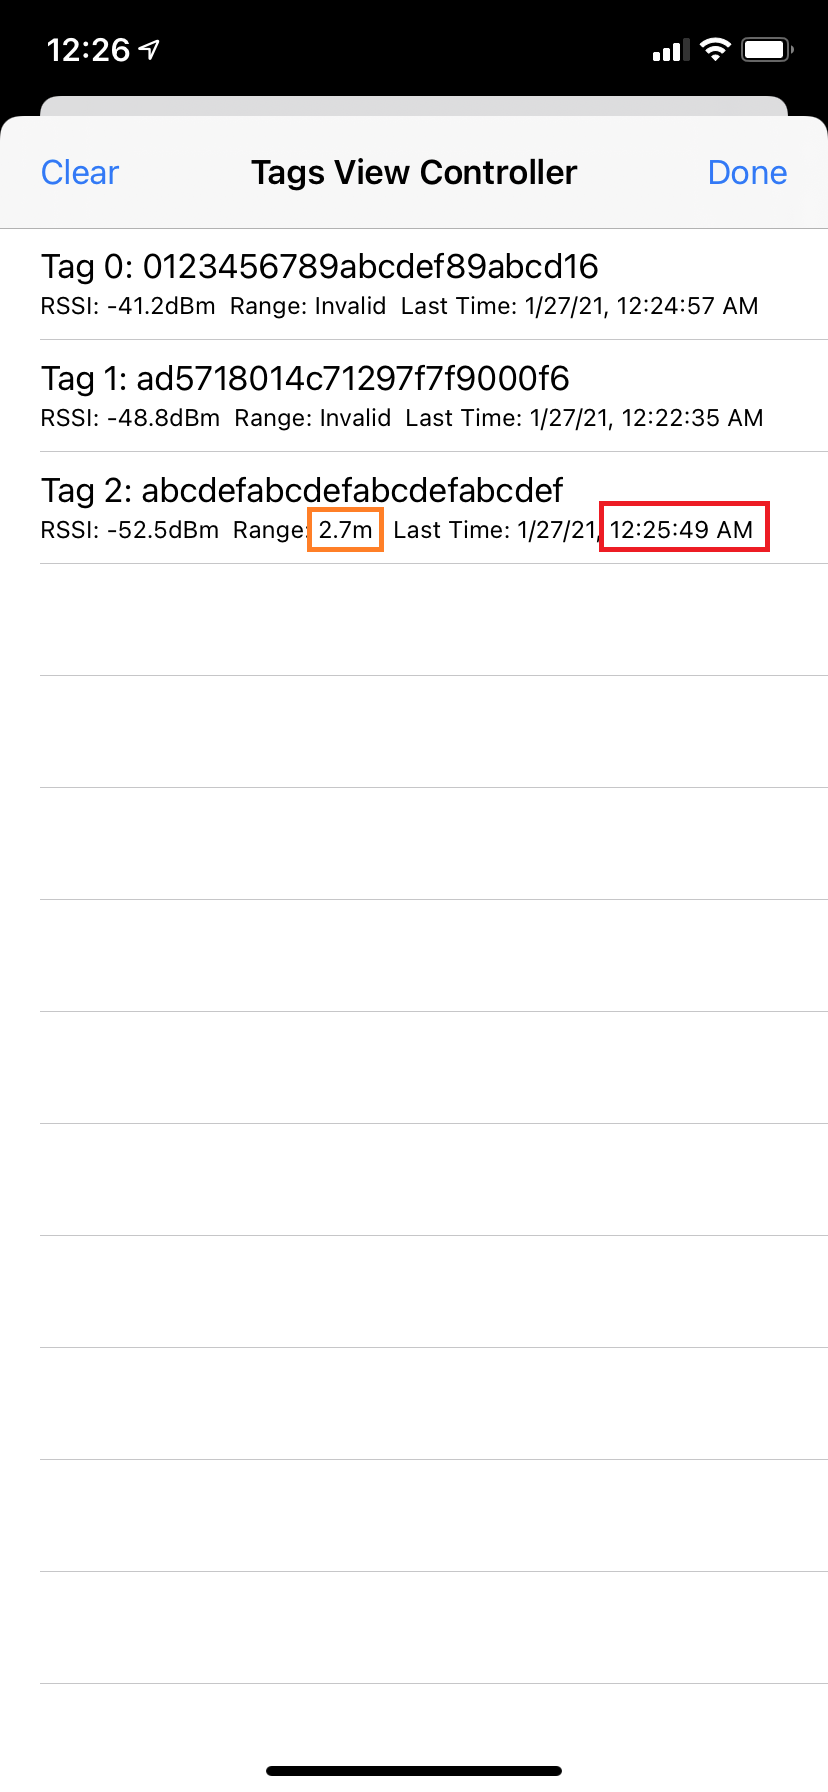 12:26
Clear Tags View Controller Done
Tag 0: 0123456789abcdef89abcd16
RSSI: -41.2dBm Range: Invalid Last Time: 1/27/21, 12:24:57 AM
Tag 1: ad5718014c71297f7f9000f6
RSSI: -48.8dBm Range: Invalid Last Time: 1/27/21, 12:22:35 AM
Tag 2: abcdefabcdefabcdefabcdef
RSSI: -52.5dBm Range: 2.7m Last Time: 1/27/21, 12:25:49 AM